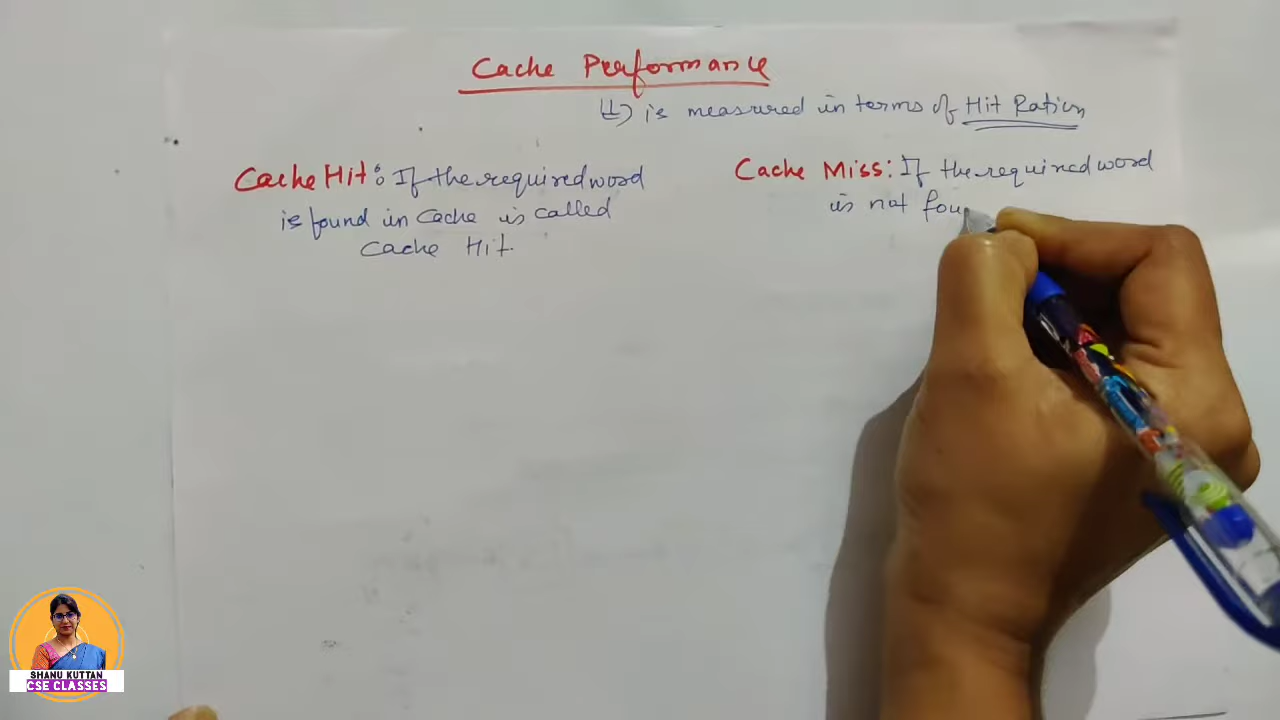 Cache Performance
↳ is measured in terms of Hit Ration
Cache Hit: If the required word
is found in Cache is called
Cache Hit.
Cache Miss: If the required word
is not fou
SHANU KUTTAN
CSE CLASSES